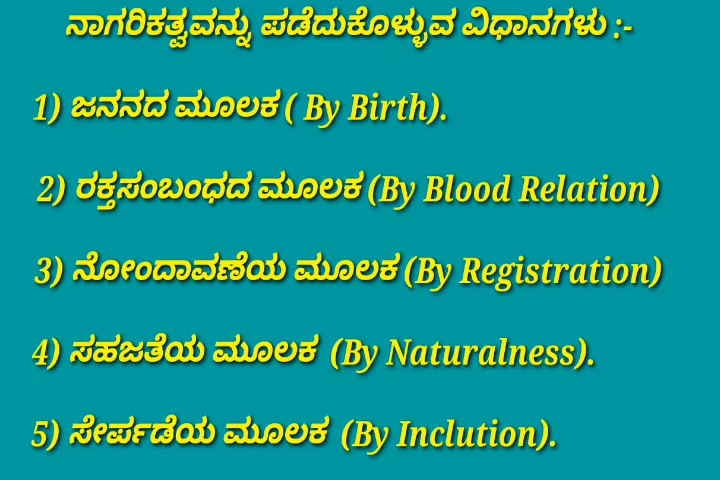 ನಾಗರಿಕತ್ವವನ್ನು ಪಡೆದುಕೊಳ್ಳುವ ವಿಧಾನಗಳು :-
1) ಜನನದ ಮೂಲಕ ( By Birth).
2) ರಕ್ತಸಂಬಂಧದ ಮೂಲಕ (By Blood Relation)
3) ನೋಂದಾವಣೆಯ ಮೂಲಕ (By Registration)
4) ಸಹಜತೆಯ ಮೂಲಕ (By Naturalness).
5) ಸೇರ್ಪಡೆಯ ಮೂಲಕ (By Inclution).